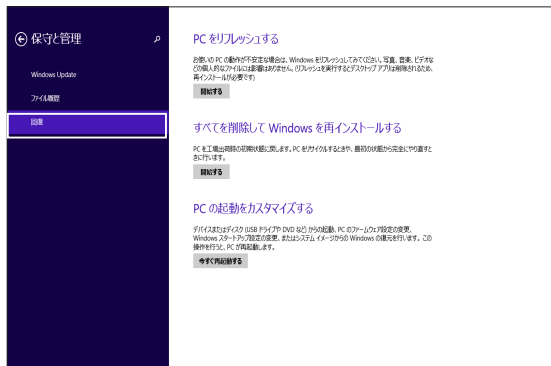 保守と管理
Windows Update
ファイル履歴
回復
PC をリフレッシュする
お使いの PC の動作が不安定な場合は、Windows をリフレッシュしてみてください。写真、音楽、ビデオな
どの個人的なファイルには影響はありません。(リフレッシュを実行するとデスクトップ アプリは削除されるため、
再インストールが必要です)
開始する
すべてを削除して Windows を再インストールする
PC を工場出荷時の初期状態に戻します。PC をリサイクルするときや、最初の状態から完全にやり直すと
きに行います。
開始する
PC の起動をカスタマイズする
デバイスまたはディスク (USB ドライブや DVD など) からの起動、PC のファームウェア設定の変更、
Windows スタートアップ設定の変更、またはシステム イメージからの Windows の復元を行います。この
操作を行うと、PC が再起動します。
今すぐ再起動する